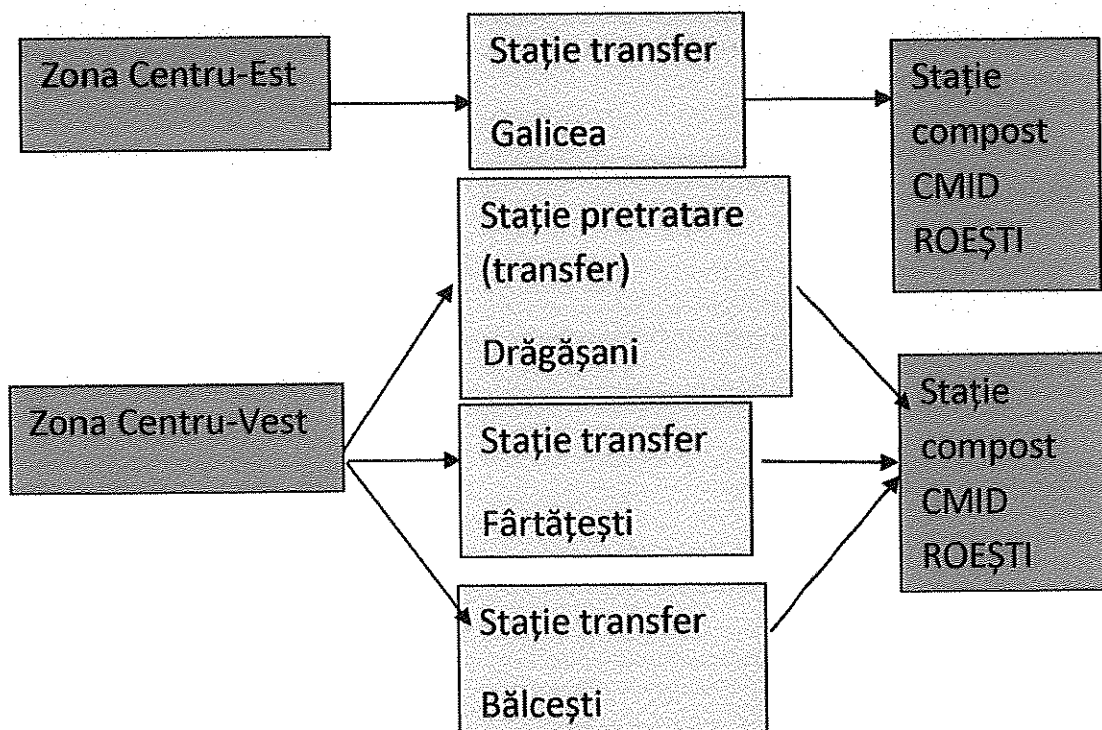 Zona Centru-Est
Stație transfer
Galicea
Stație
compost
CMID
ROEȘTI
Zona Centru-Vest
Stație pretratare
(transfer)
Drăgășani
Stație transfer
Fârtățești
Stație transfer
Bălcești
Stație
compost
CMID
ROEȘTI